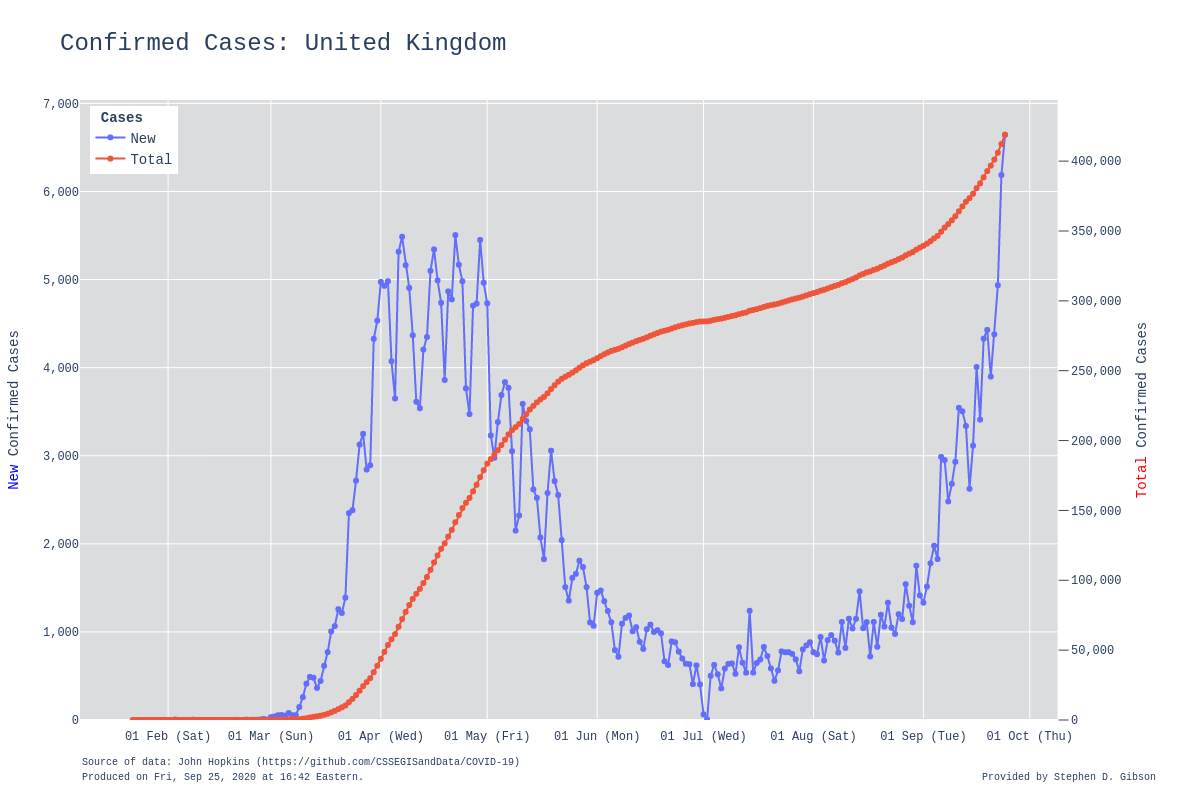 Confirmed Cases: United Kingdom
7,000
6,000
5,000
4,000
3,000
2,000
1,000
0
New Confirmed Cases
Cases
New
Total
400,000
350,000
300,000
250,000
200,000
150,000
100,000
50,000
0
Total Confirmed Cases
01 Feb (Sat) 01 Mar (Sun) 01 Apr (Wed) 01 May (Fri) 01 Jun (Mon) 01 Jul (Wed) 01 Aug (Sat) 01 Sep (Tue) 01 Oct (Thu)
Source of data: John Hopkins (https://github.com/CSSEGISandData/COVID-19)
Produced on Fri, Sep 25, 2020 at 16:42 Eastern.
Provided by Stephen D. Gibson